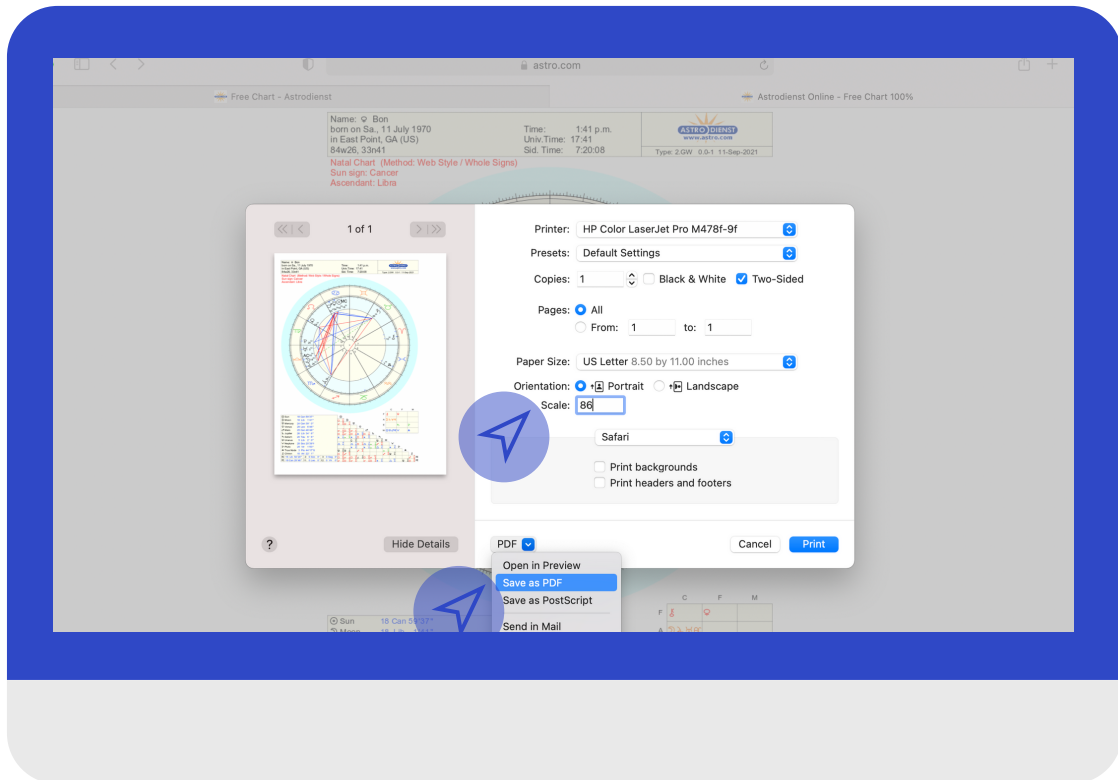 astro.com
Free Chart - Astrodienst
Astrodienst Online - Free Chart 100%
Name: ♀ Bon
born on Sa., 11 July 1970
in East Point, GA (US)
84w26, 33n41
Time: 1:41 p.m.
Univ.Time: 17:41
Sid. Time: 7:20:08
ASTRO DIENST
www.astro.com
Type: 2.GW 0.0-1 11-Sep-2021
Natal Chart (Method: Web Style / Whole Signs)
Sun sign: Cancer
Ascendant: Libra
1 of 1
Printer: HP Color LaserJet Pro M478f-9f
Presets: Default Settings
Copies: 1 Black & White Two-Sided
Pages: All
From: 1 to: 1
Paper Size: US Letter 8.50 by 11.00 inches
Orientation: Portrait Landscape
Scale: 86
Safari
Print backgrounds
Print headers and footers
? Hide Details PDF Cancel Print
Open in Preview
Save as PDF
Save as PostScript
Send in Mail
C F M
F
A
Sun 18 Can 59'37"